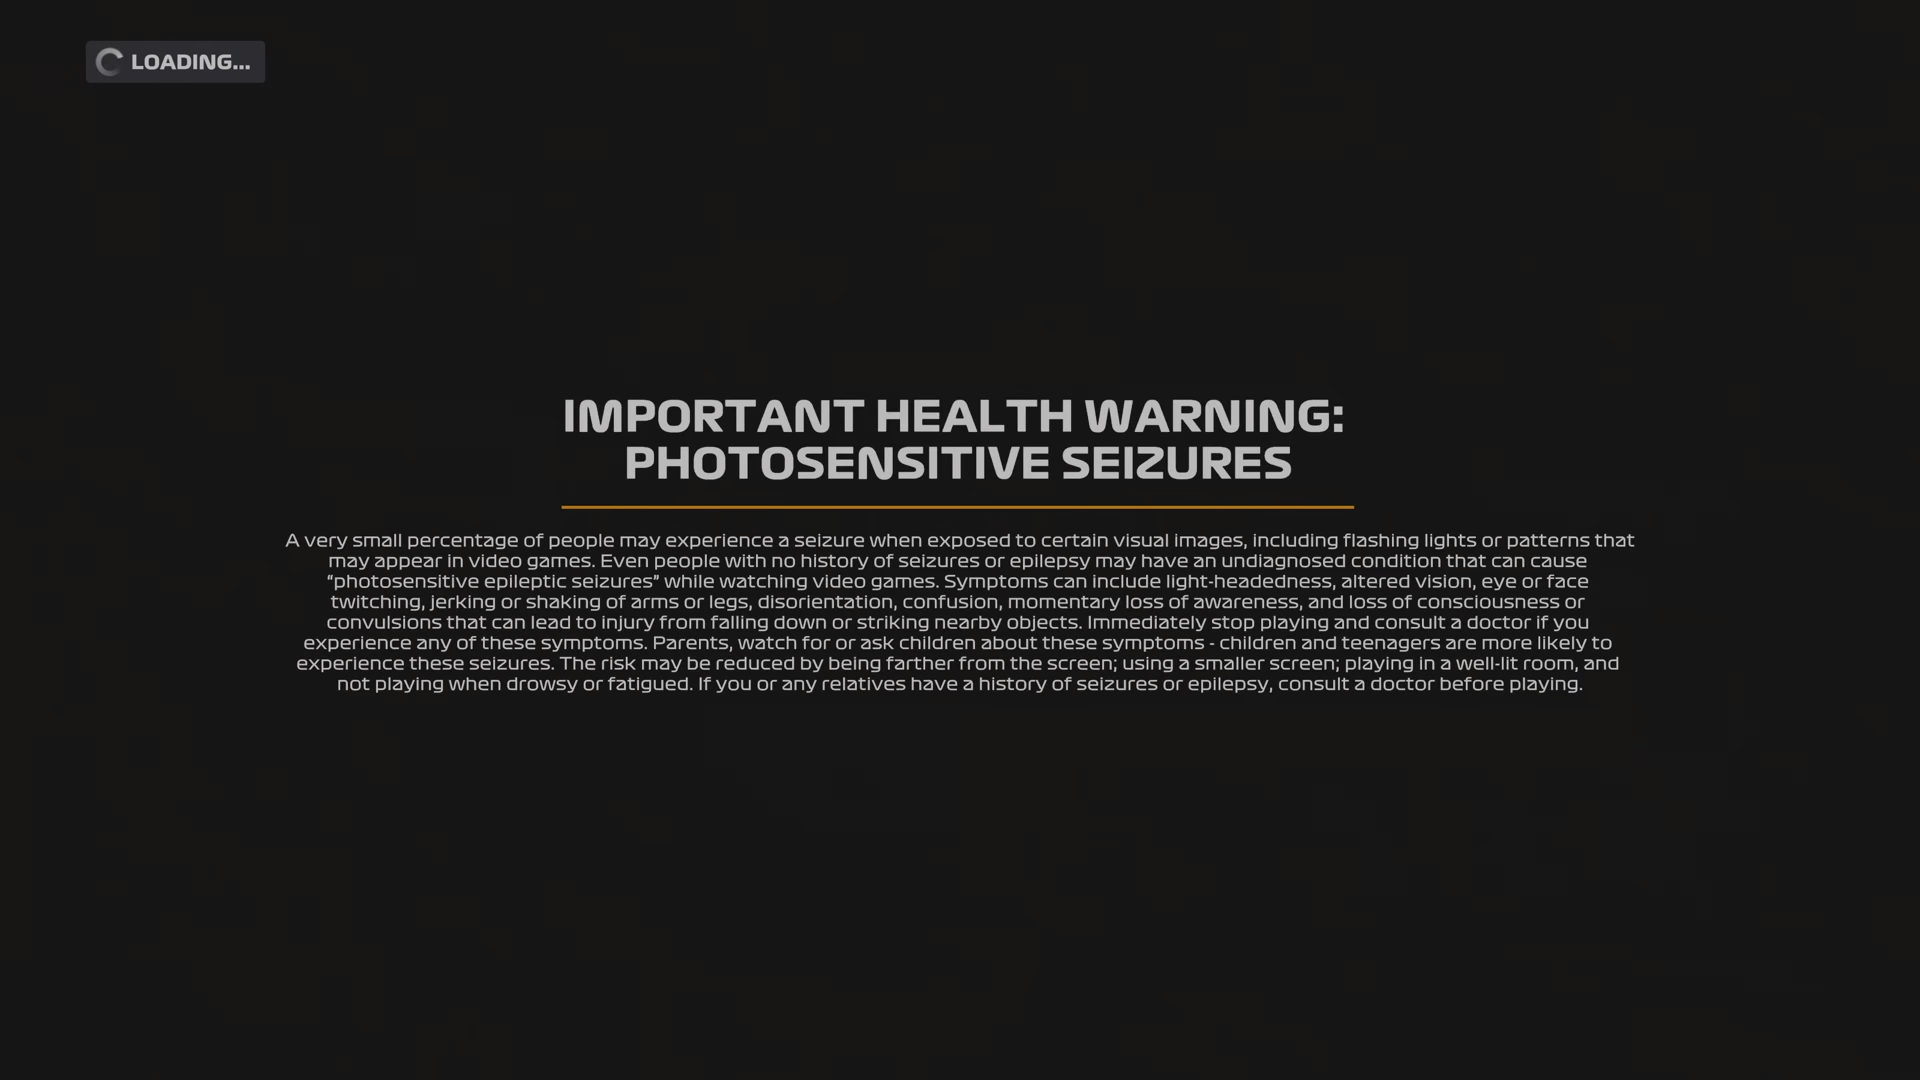 LOADING...
IMPORTANT HEALTH WARNING:
PHOTOSENSITIVE SEIZURES
A very small percentage of people may experience a seizure when exposed to certain visual images, including flashing lights or patterns that
may appear in video games. Even people with no history of seizures or epilepsy may have an undiagnosed condition that can cause
“photosensitive epileptic seizures” while watching video games. Symptoms can include light-headedness, altered vision, eye or face
twitching, jerking or shaking of arms or legs, disorientation, confusion, momentary loss of awareness, and loss of consciousness or
convulsions that can lead to injury from falling down or striking nearby objects. Immediately stop playing and consult a doctor if you
experience any of these symptoms. Parents, watch for or ask children about these symptoms - children and teenagers are more likely to
experience these seizures. The risk may be reduced by being farther from the screen; using a smaller screen; playing in a well-lit room, and
not playing when drowsy or fatigued. If you or any relatives have a history of seizures or epilepsy, consult a doctor before playing.